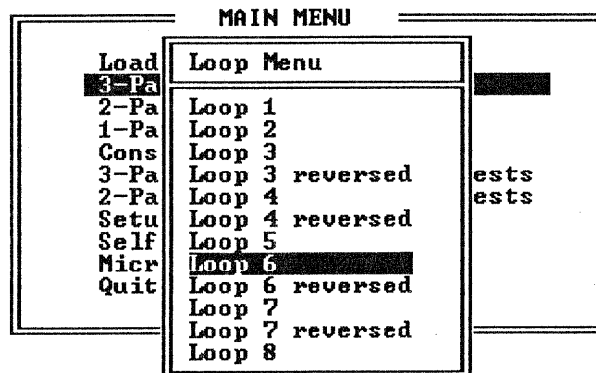 MAIN MENU
Load
3-Pa
2-Pa
1-Pa
Cons
3-Pa
2-Pa
Setu
Self
Micr
Quit
ests
ests
Loop Menu
Loop 1
Loop 2
Loop 3
Loop 3 reversed
Loop 4
Loop 4 reversed
Loop 5
Loop 6
Loop 6 reversed
Loop 7
Loop 7 reversed
Loop 8